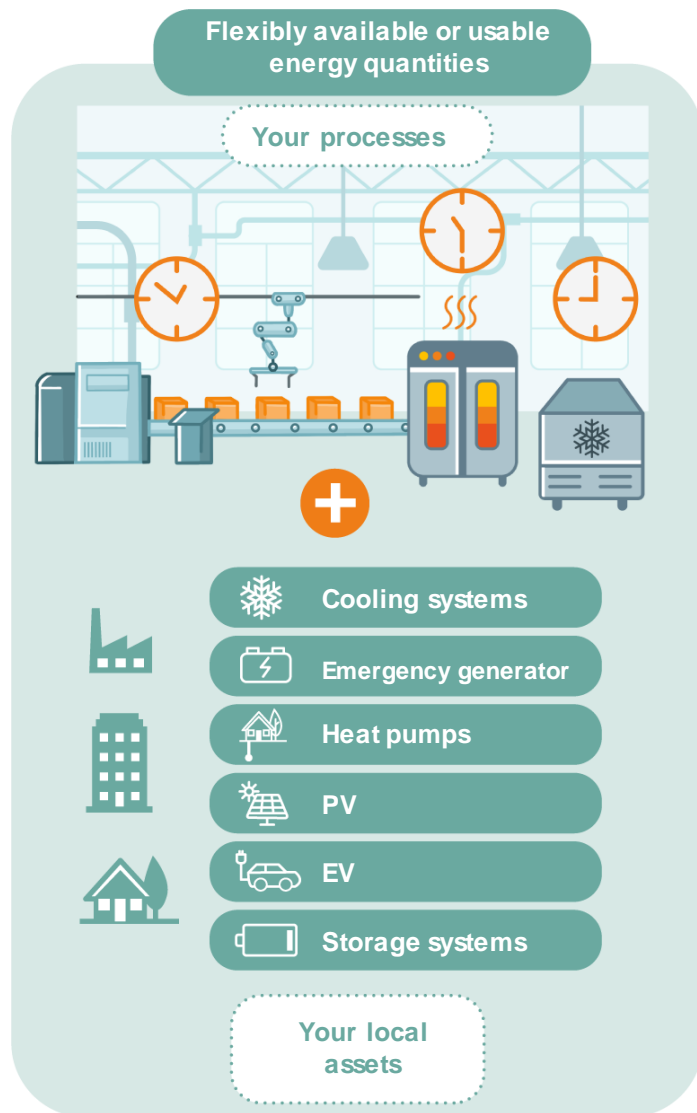 Flexibly available or usable
energy quantities
Your processes
Cooling systems
Emergency generator
Heat pumps
PV
EV
Storage systems
Your local
assets